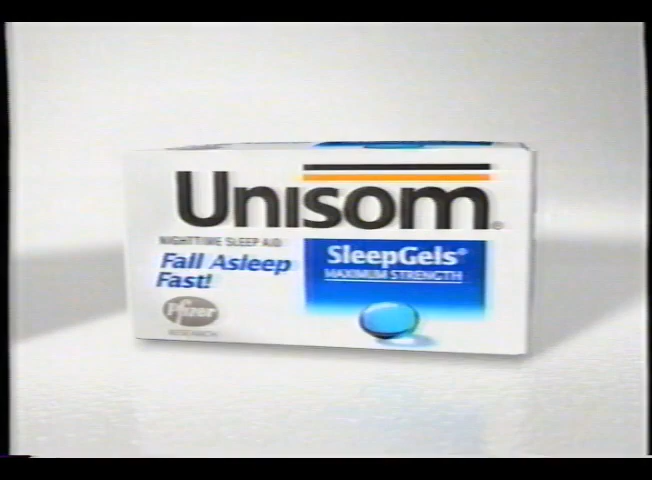 Unisom®
NIGHTTIME SLEEP AID
Fall Asleep
Fast!
SleepGels®
MAXIMUM STRENGTH
Pfizer